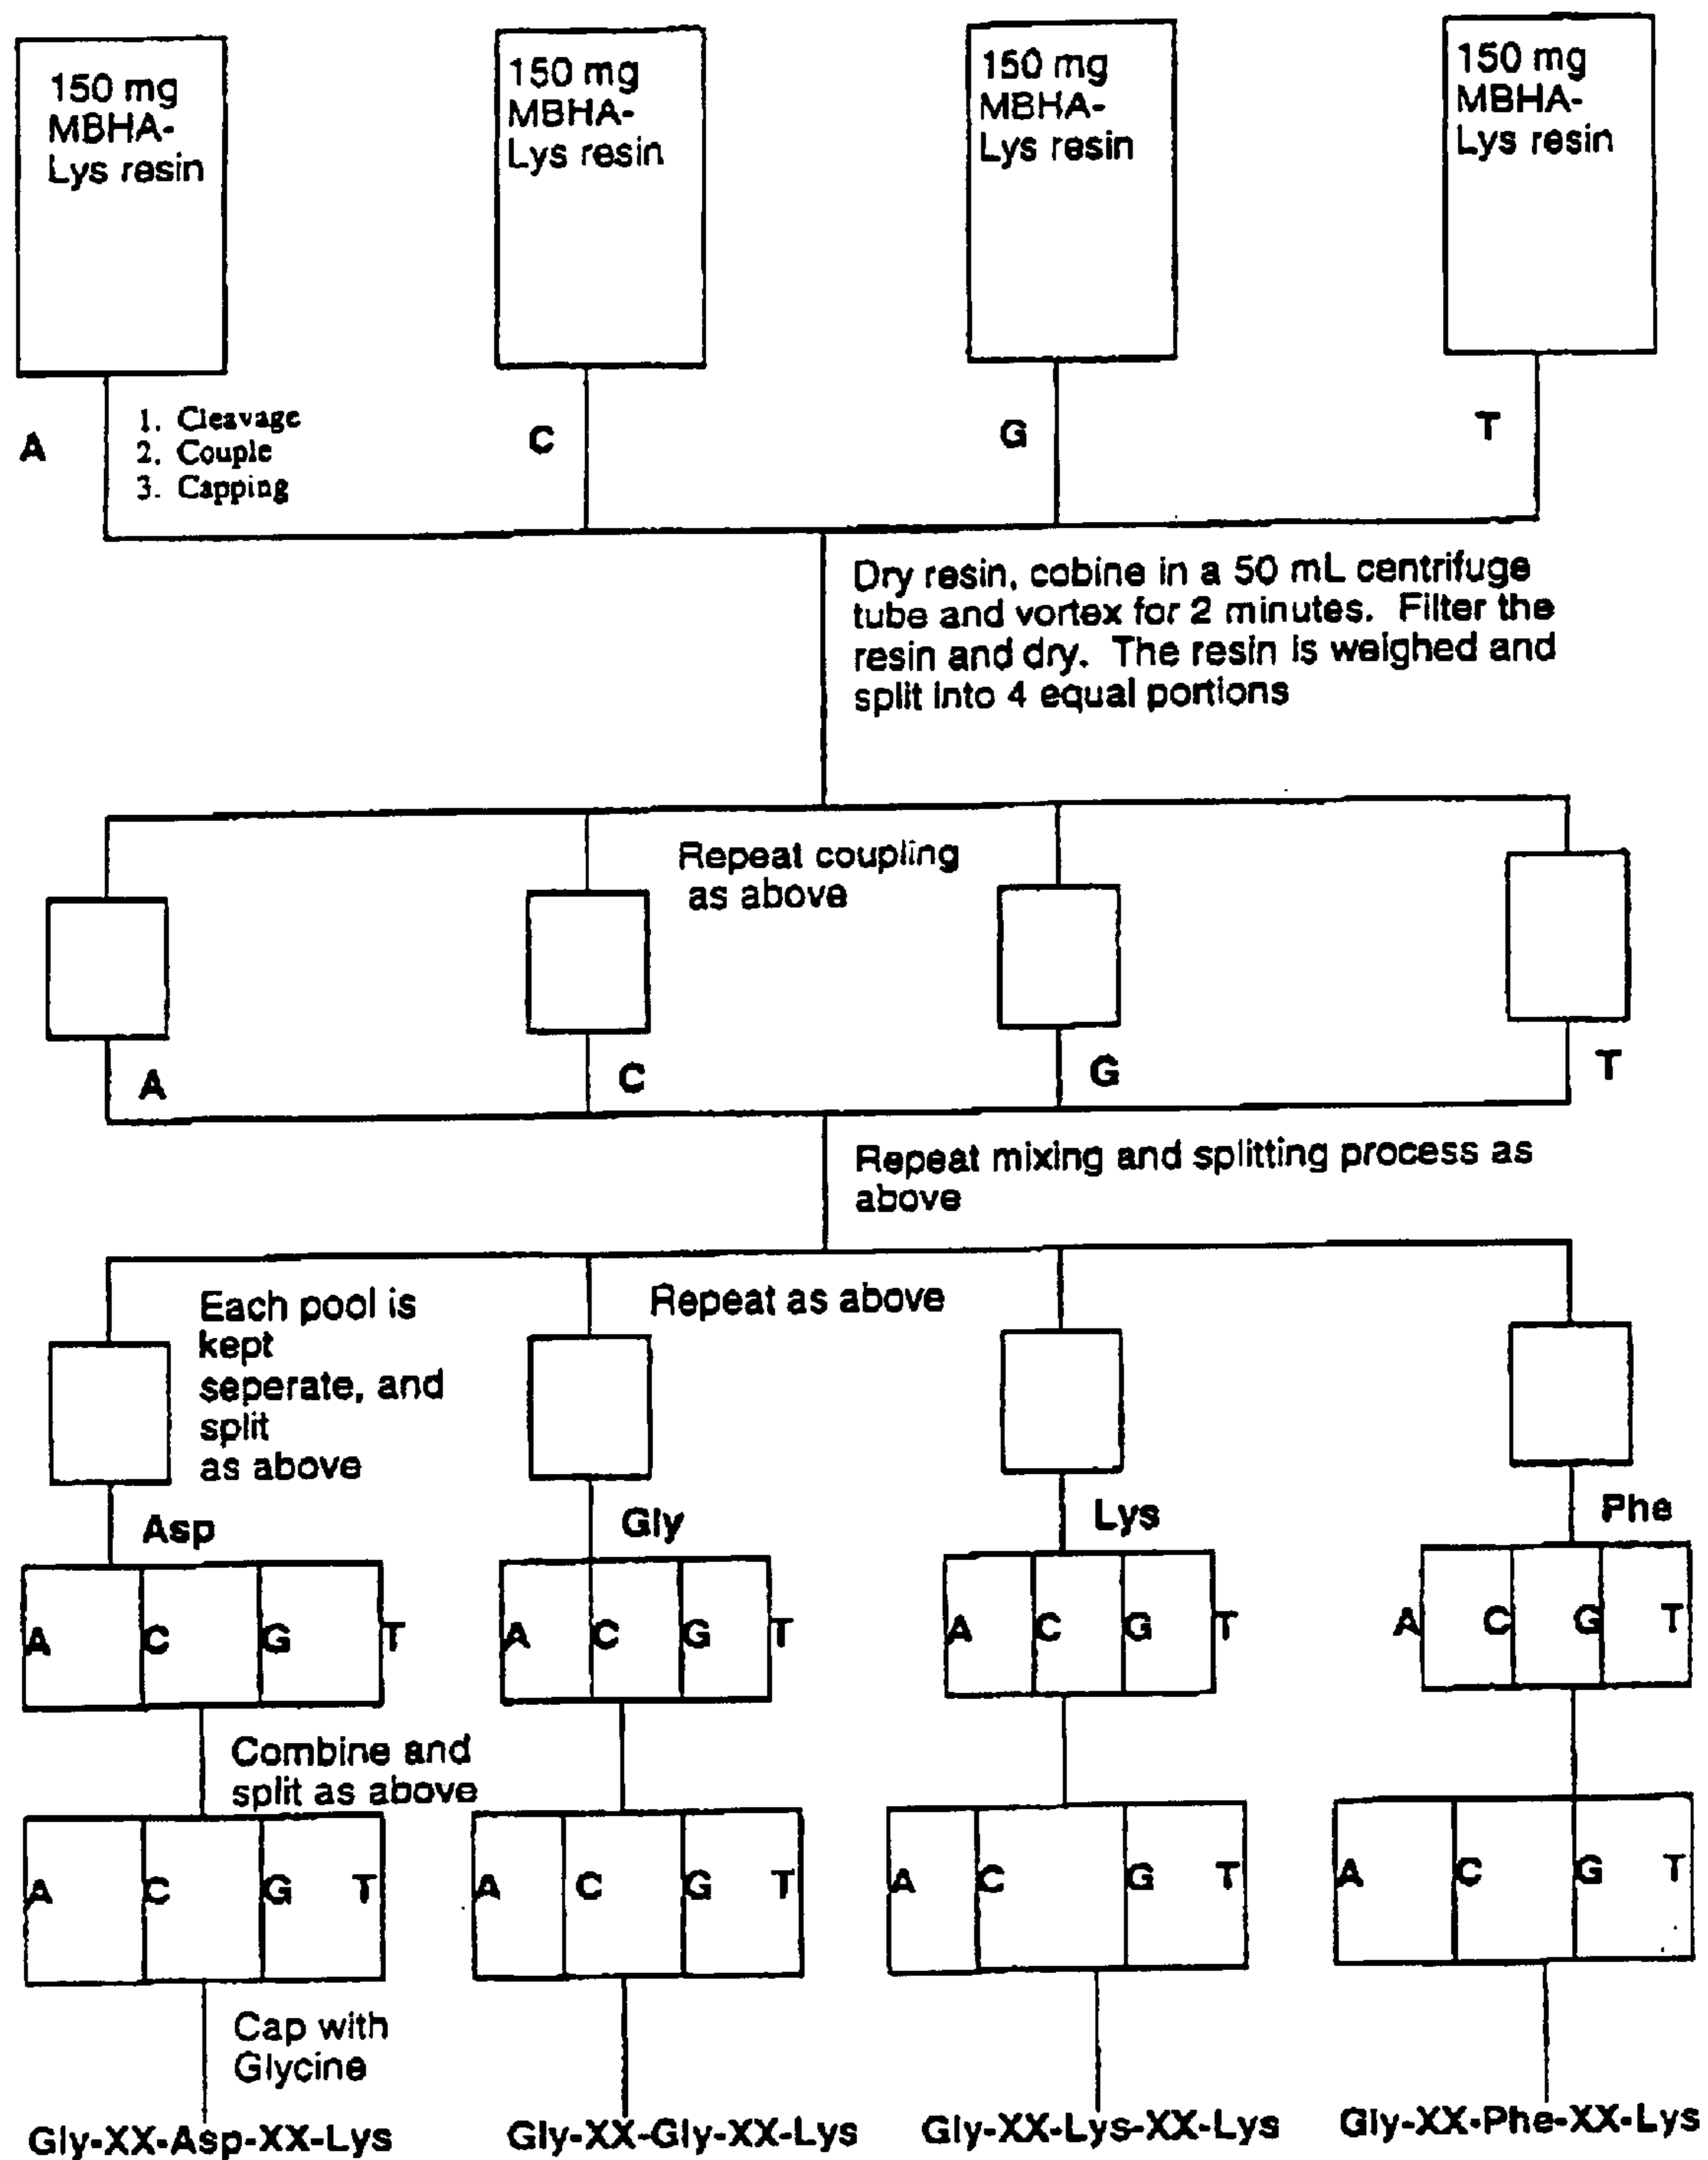 150 mg
MBHA-
Lys resin
150 mg
MBHA-
Lys resin
150 mg
MBHA-
Lys resin
150 mg
MBHA-
Lys resin
A
1. Cleavage
2. Couple
3. Capping
C
G
T
Dry resin, cobine in a 50 mL centrifuge
tube and vortex for 2 minutes. Filter the
resin and dry. The resin is weighed and
split into 4 equal portions
Repeat coupling
as above
A
C
G
T
Repeat mixing and splitting process as
above
Each pool is
kept
seperate, and
split
as above
Repeat as above
Asp
Gly
Lys
Phe
A C G T
A C G T
A C G T
A C G T
Combine and
split as above
A C G T
A C G T
A C G T
A C G T
Cap with
Glycine
Gly-XX-Asp-XX-Lys
Gly-XX-Gly-XX-Lys
Gly-XX-Lys-XX-Lys
Gly-XX-Phe-XX-Lys